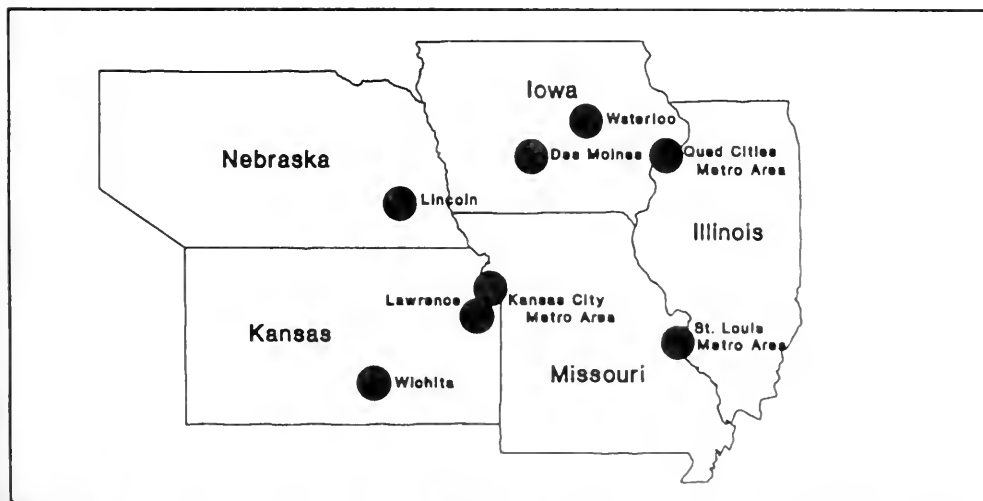 Iowa
Waterloo
Nebraska
Des Moines
Quad Cities
Metro Area
Lincoln
Illinois
Lawrence
Kansas City
Metro Area
Kansas
St. Louis
Metro Area
Missouri
Wichita